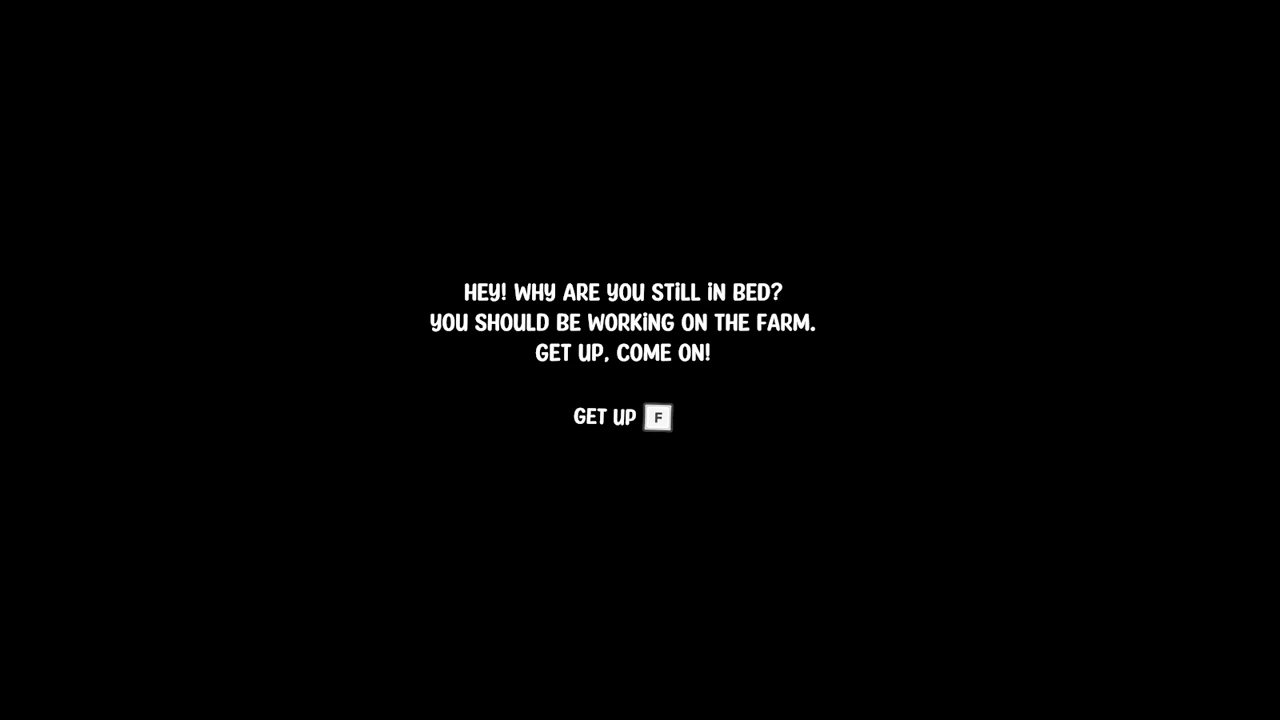 HEY! WHY ARE YOU STILL IN BED?
YOU SHOULD BE WORKING ON THE FARM.
GET UP, COME ON!
GET UP F